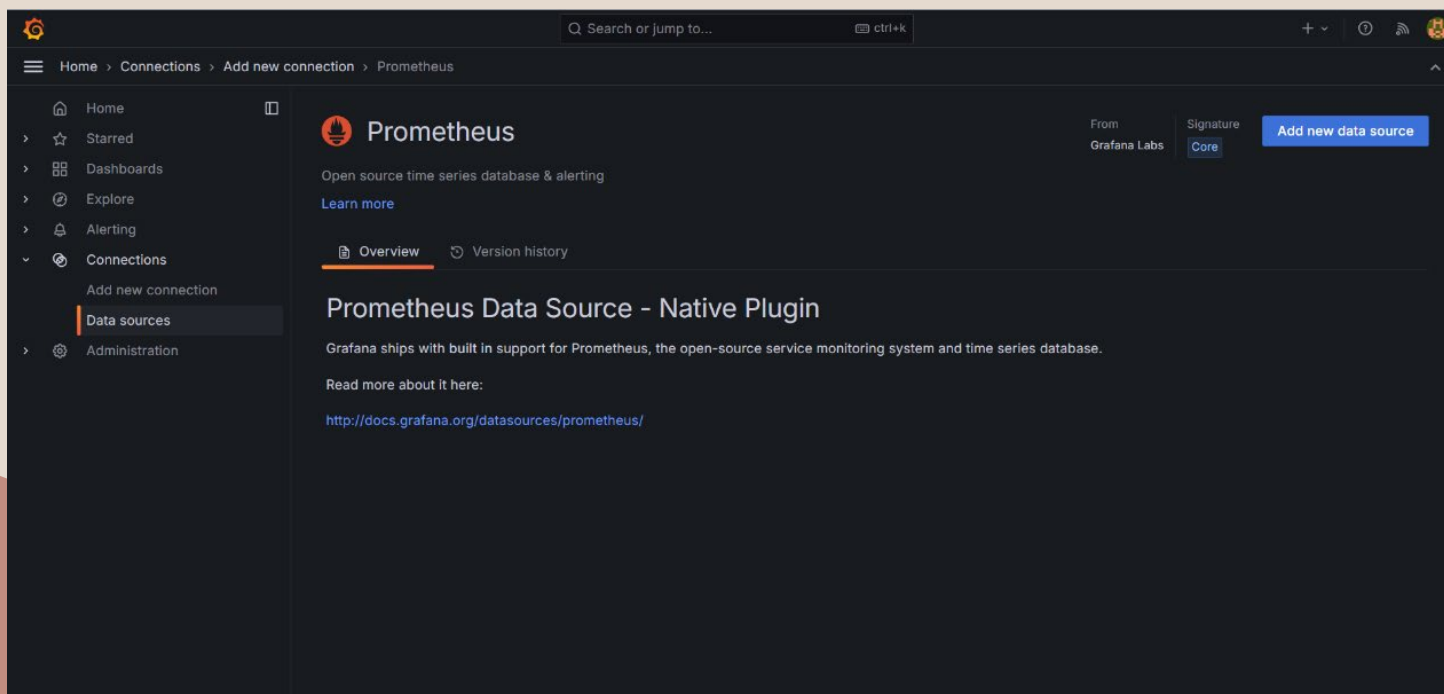 Search or jump to... ctrl+k
Home › Connections › Add new connection › Prometheus
Home
Starred
Dashboards
Explore
Alerting
Connections
Add new connection
Data sources
Administration
Prometheus
From
Grafana Labs
Signature
Core
Add new data source
Open source time series database & alerting
Learn more
Overview
Version history
Prometheus Data Source - Native Plugin
Grafana ships with built in support for Prometheus, the open-source service monitoring system and time series database.
Read more about it here:
http://docs.grafana.org/datasources/prometheus/